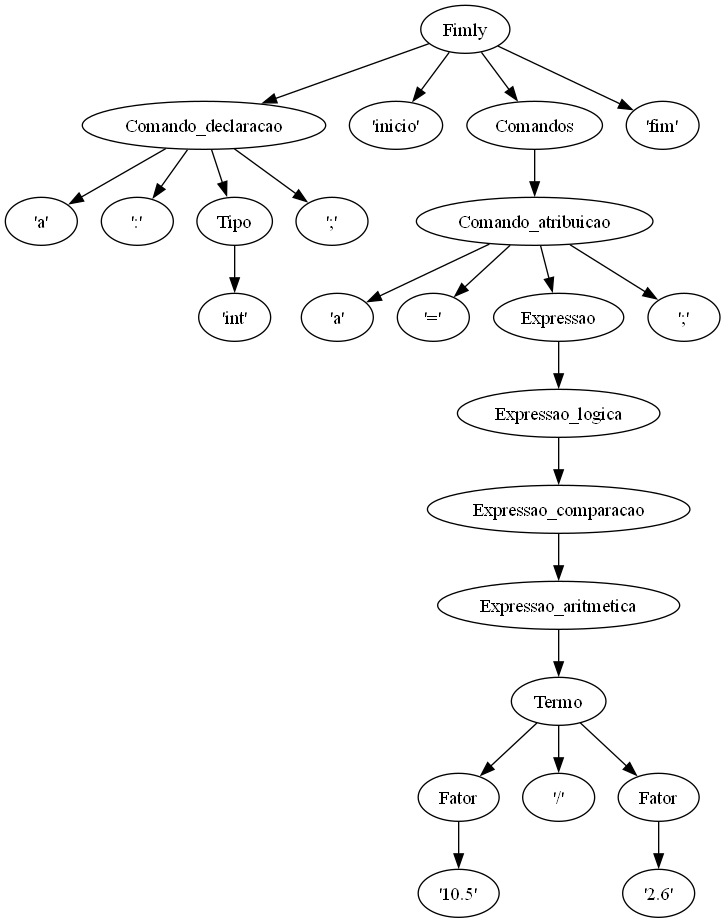 Fimly
Comando_declaracao
'inicio'
Comandos
'fim'
'a'
':'
Tipo
';'
Comando_atribuicao
'int'
'a'
'='
Expressao
';'
Expressao_logica
Expressao_comparacao
Expressao_aritmetica
Termo
Fator
'/'
Fator
'10.5'
'2.6'